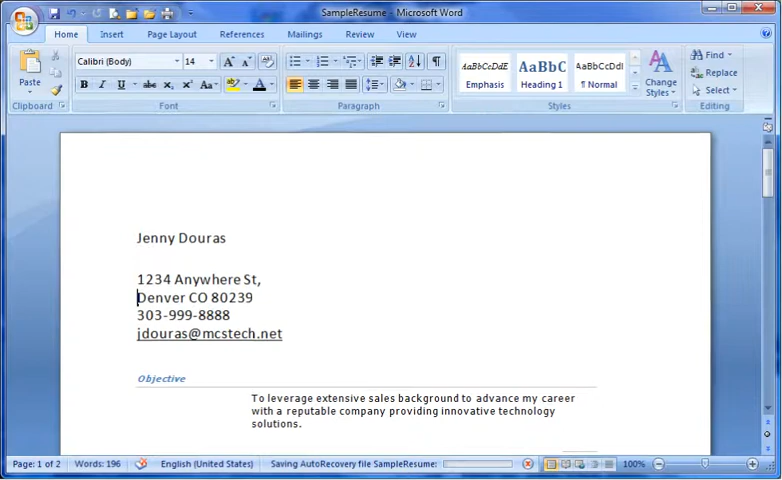 SampleResume - Microsoft Word
Home Insert Page Layout References Mailings Review View
Calibri (Body) 14
Paste
B I U abc x₂ x² Aa
AaBbCcDdE AaBbC AaBbCcDdI
Emphasis Heading 1 ¶ Normal
Change Styles
Find
Replace
Select
Clipboard Font Paragraph Styles Editing
Jenny Douras
1234 Anywhere St,
Denver CO 80239
303-999-8888
jdouras@mcstech.net
Objective
To leverage extensive sales background to advance my career
with a reputable company providing innovative technology
solutions.
Page: 1 of 2 Words: 196 English (United States) Saving AutoRecovery file SampleResume: 100%